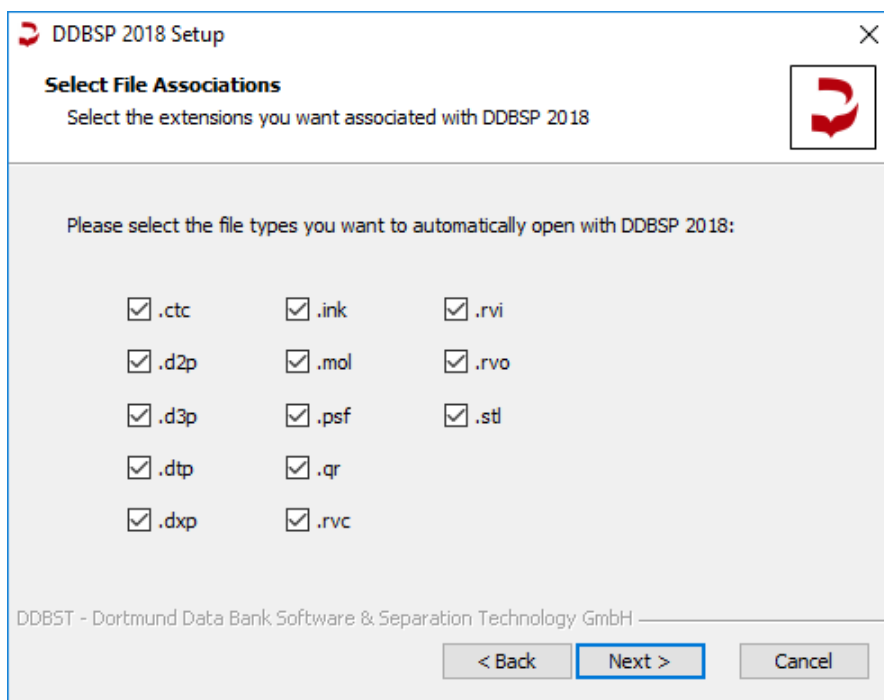 DDBSP 2018 Setup
Select File Associations
Select the extensions you want associated with DDBSP 2018
Please select the file types you want to automatically open with DDBSP 2018:
.ctc .ink .rvi
.d2p .mol .rvo
.d3p .psf .stl
.dtp .qr
.dxp .rvc
DDBST - Dortmund Data Bank Software & Separation Technology GmbH
< Back Next > Cancel